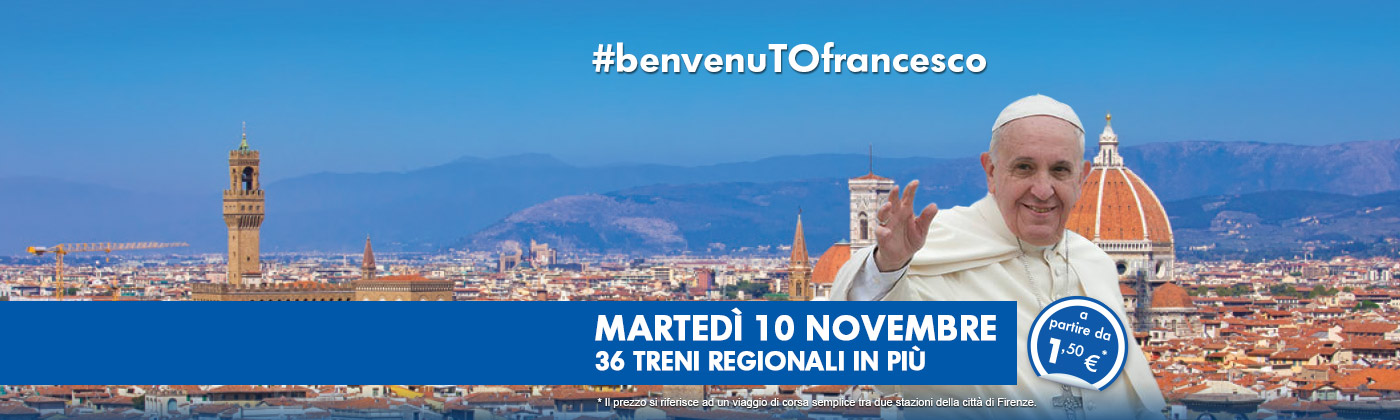 #benvenuTOfrancesco
MARTEDÌ 10 NOVEMBRE
36 TRENI REGIONALI IN PIÙ
a
partire da
1,50 €*
* Il prezzo si riferisce ad un viaggio di corsa semplice tra due stazioni della città di Firenze.